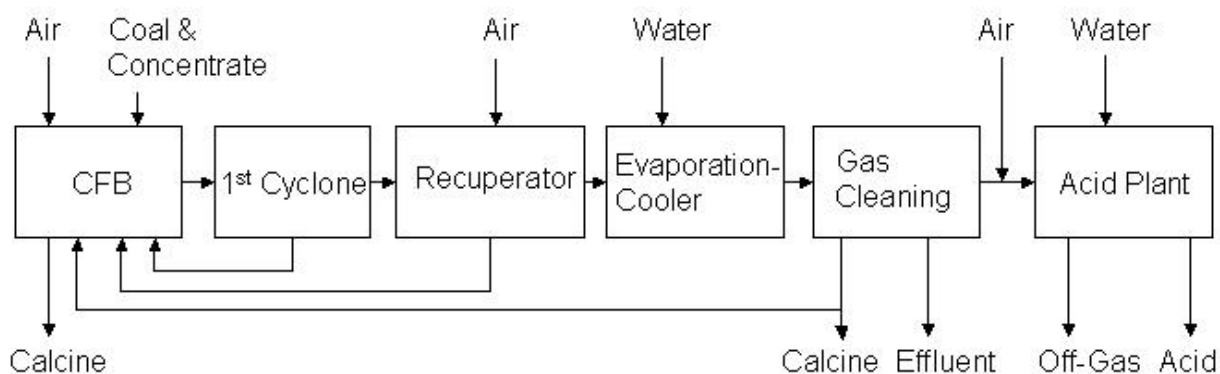 Air
Coal &
Concentrate
Air
Water
Air
Water
CFB
1st Cyclone
Recuperator
Evaporation-
Cooler
Gas
Cleaning
Acid Plant
Calcine
Calcine
Effluent
Off-Gas
Acid